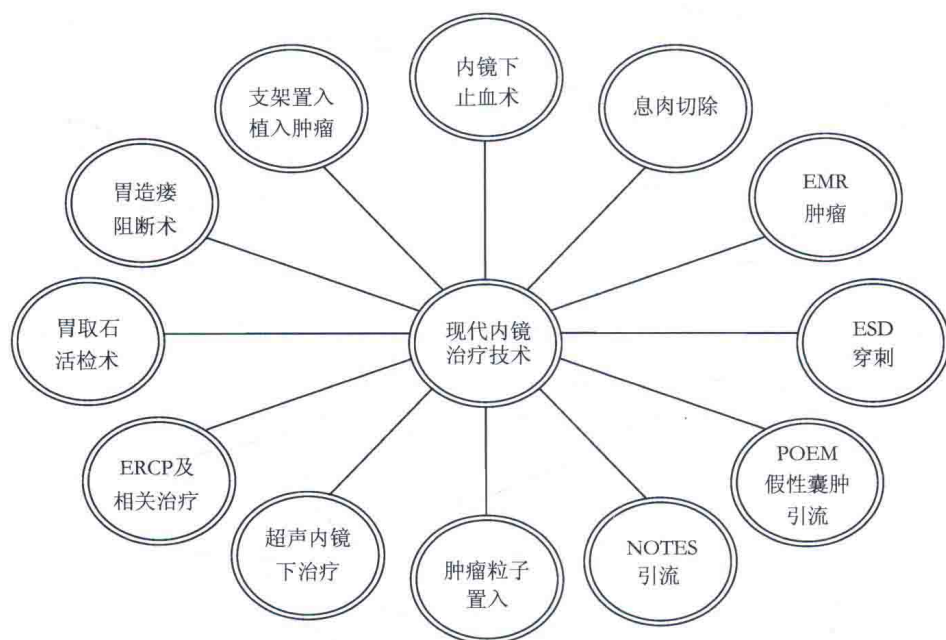 内镜下
止血术
支架置入
植入肿瘤
息肉切除
胆造瘘
阻断术
EMR
肿瘤
胆取石
活检术
现代内镜
治疗技术
ESD
穿刺
ERCP及
相关治疗
POEM
假性囊肿
引流
超声内镜
下治疗
肿瘤粒子
置入
NOTES
引流